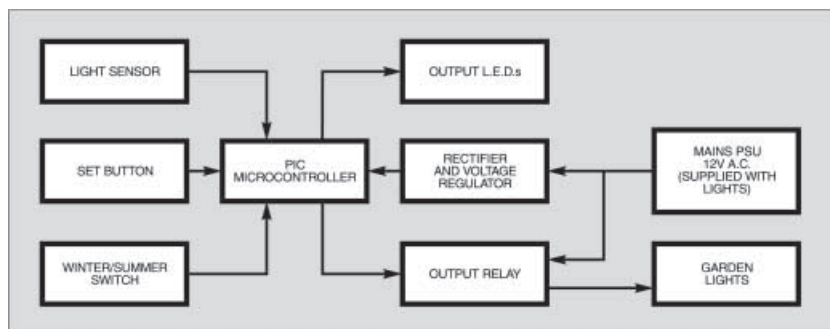 LIGHT SENSOR
OUTPUT L.E.D.s
SET BUTTON
PIC
MICROCONTROLLER
RECTIFIER
AND VOLTAGE
REGULATOR
MAINS PSU
12V A.C.
(SUPPLIED WITH
LIGHTS)
WINTER/SUMMER
SWITCH
OUTPUT RELAY
GARDEN
LIGHTS